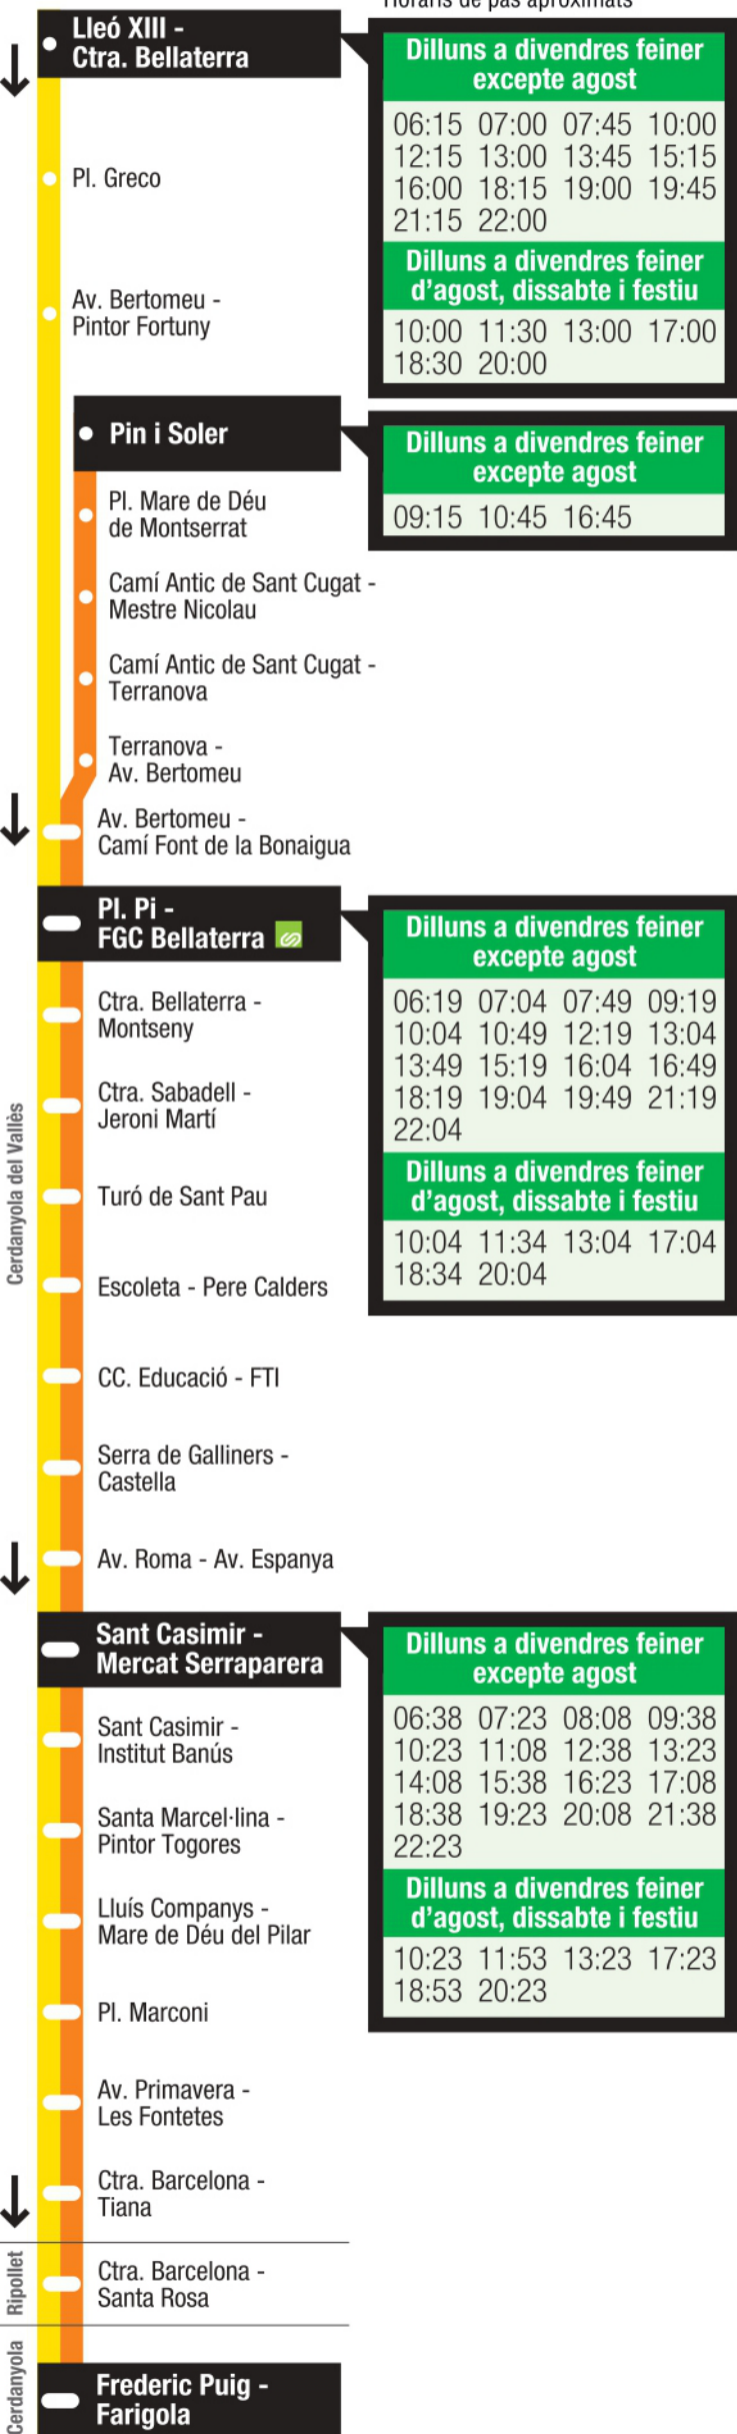 Horaris de pas aproximats
Lleó XIII -
Ctra. Bellaterra
Dilluns a divendres feiner
excepte agost
06:15 07:00 07:45 10:00
12:15 13:00 13:45 15:15
16:00 18:15 19:00 19:45
21:15 22:00
Dilluns a divendres feiner
d'agost, dissabte i festiu
10:00 11:30 13:00 17:00
18:30 20:00
Pl. Greco
Av. Bertomeu -
Pintor Fortuny
Pin i Soler
Dilluns a divendres feiner
excepte agost
09:15 10:45 16:45
Pl. Mare de Déu
de Montserrat
Camí Antic de Sant Cugat -
Mestre Nicolau
Camí Antic de Sant Cugat -
Terranova
Terranova -
Av. Bertomeu
Av. Bertomeu -
Camí Font de la Bonaigua
Pl. Pi -
FGC Bellaterra
Dilluns a divendres feiner
excepte agost
06:19 07:04 07:49 09:19
10:04 10:49 12:19 13:04
13:49 15:19 16:04 16:49
18:19 19:04 19:49 21:19
22:04
Dilluns a divendres feiner
d'agost, dissabte i festiu
10:04 11:34 13:04 17:04
18:34 20:04
Ctra. Bellaterra -
Montseny
Ctra. Sabadell -
Jeroni Martí
Cerdanyola del Vallès
Turó de Sant Pau
Escoleta - Pere Calders
CC. Educació - FTI
Serra de Galliners -
Castella
Av. Roma - Av. Espanya
Sant Casimir -
Mercat Serraparera
Dilluns a divendres feiner
excepte agost
06:38 07:23 08:08 09:38
10:23 11:08 12:38 13:23
14:08 15:38 16:23 17:08
18:38 19:23 20:08 21:38
22:23
Dilluns a divendres feiner
d'agost, dissabte i festiu
10:23 11:53 13:23 17:23
18:53 20:23
Sant Casimir -
Institut Banús
Santa Marcel·lina -
Pintor Togores
Lluís Companys -
Mare de Déu del Pilar
Pl. Marconi
Av. Primavera -
Les Fontetes
Ctra. Barcelona -
Tiana
Ripollet
Ctra. Barcelona -
Santa Rosa
Cerdanyola
Frederic Puig -
Farigola